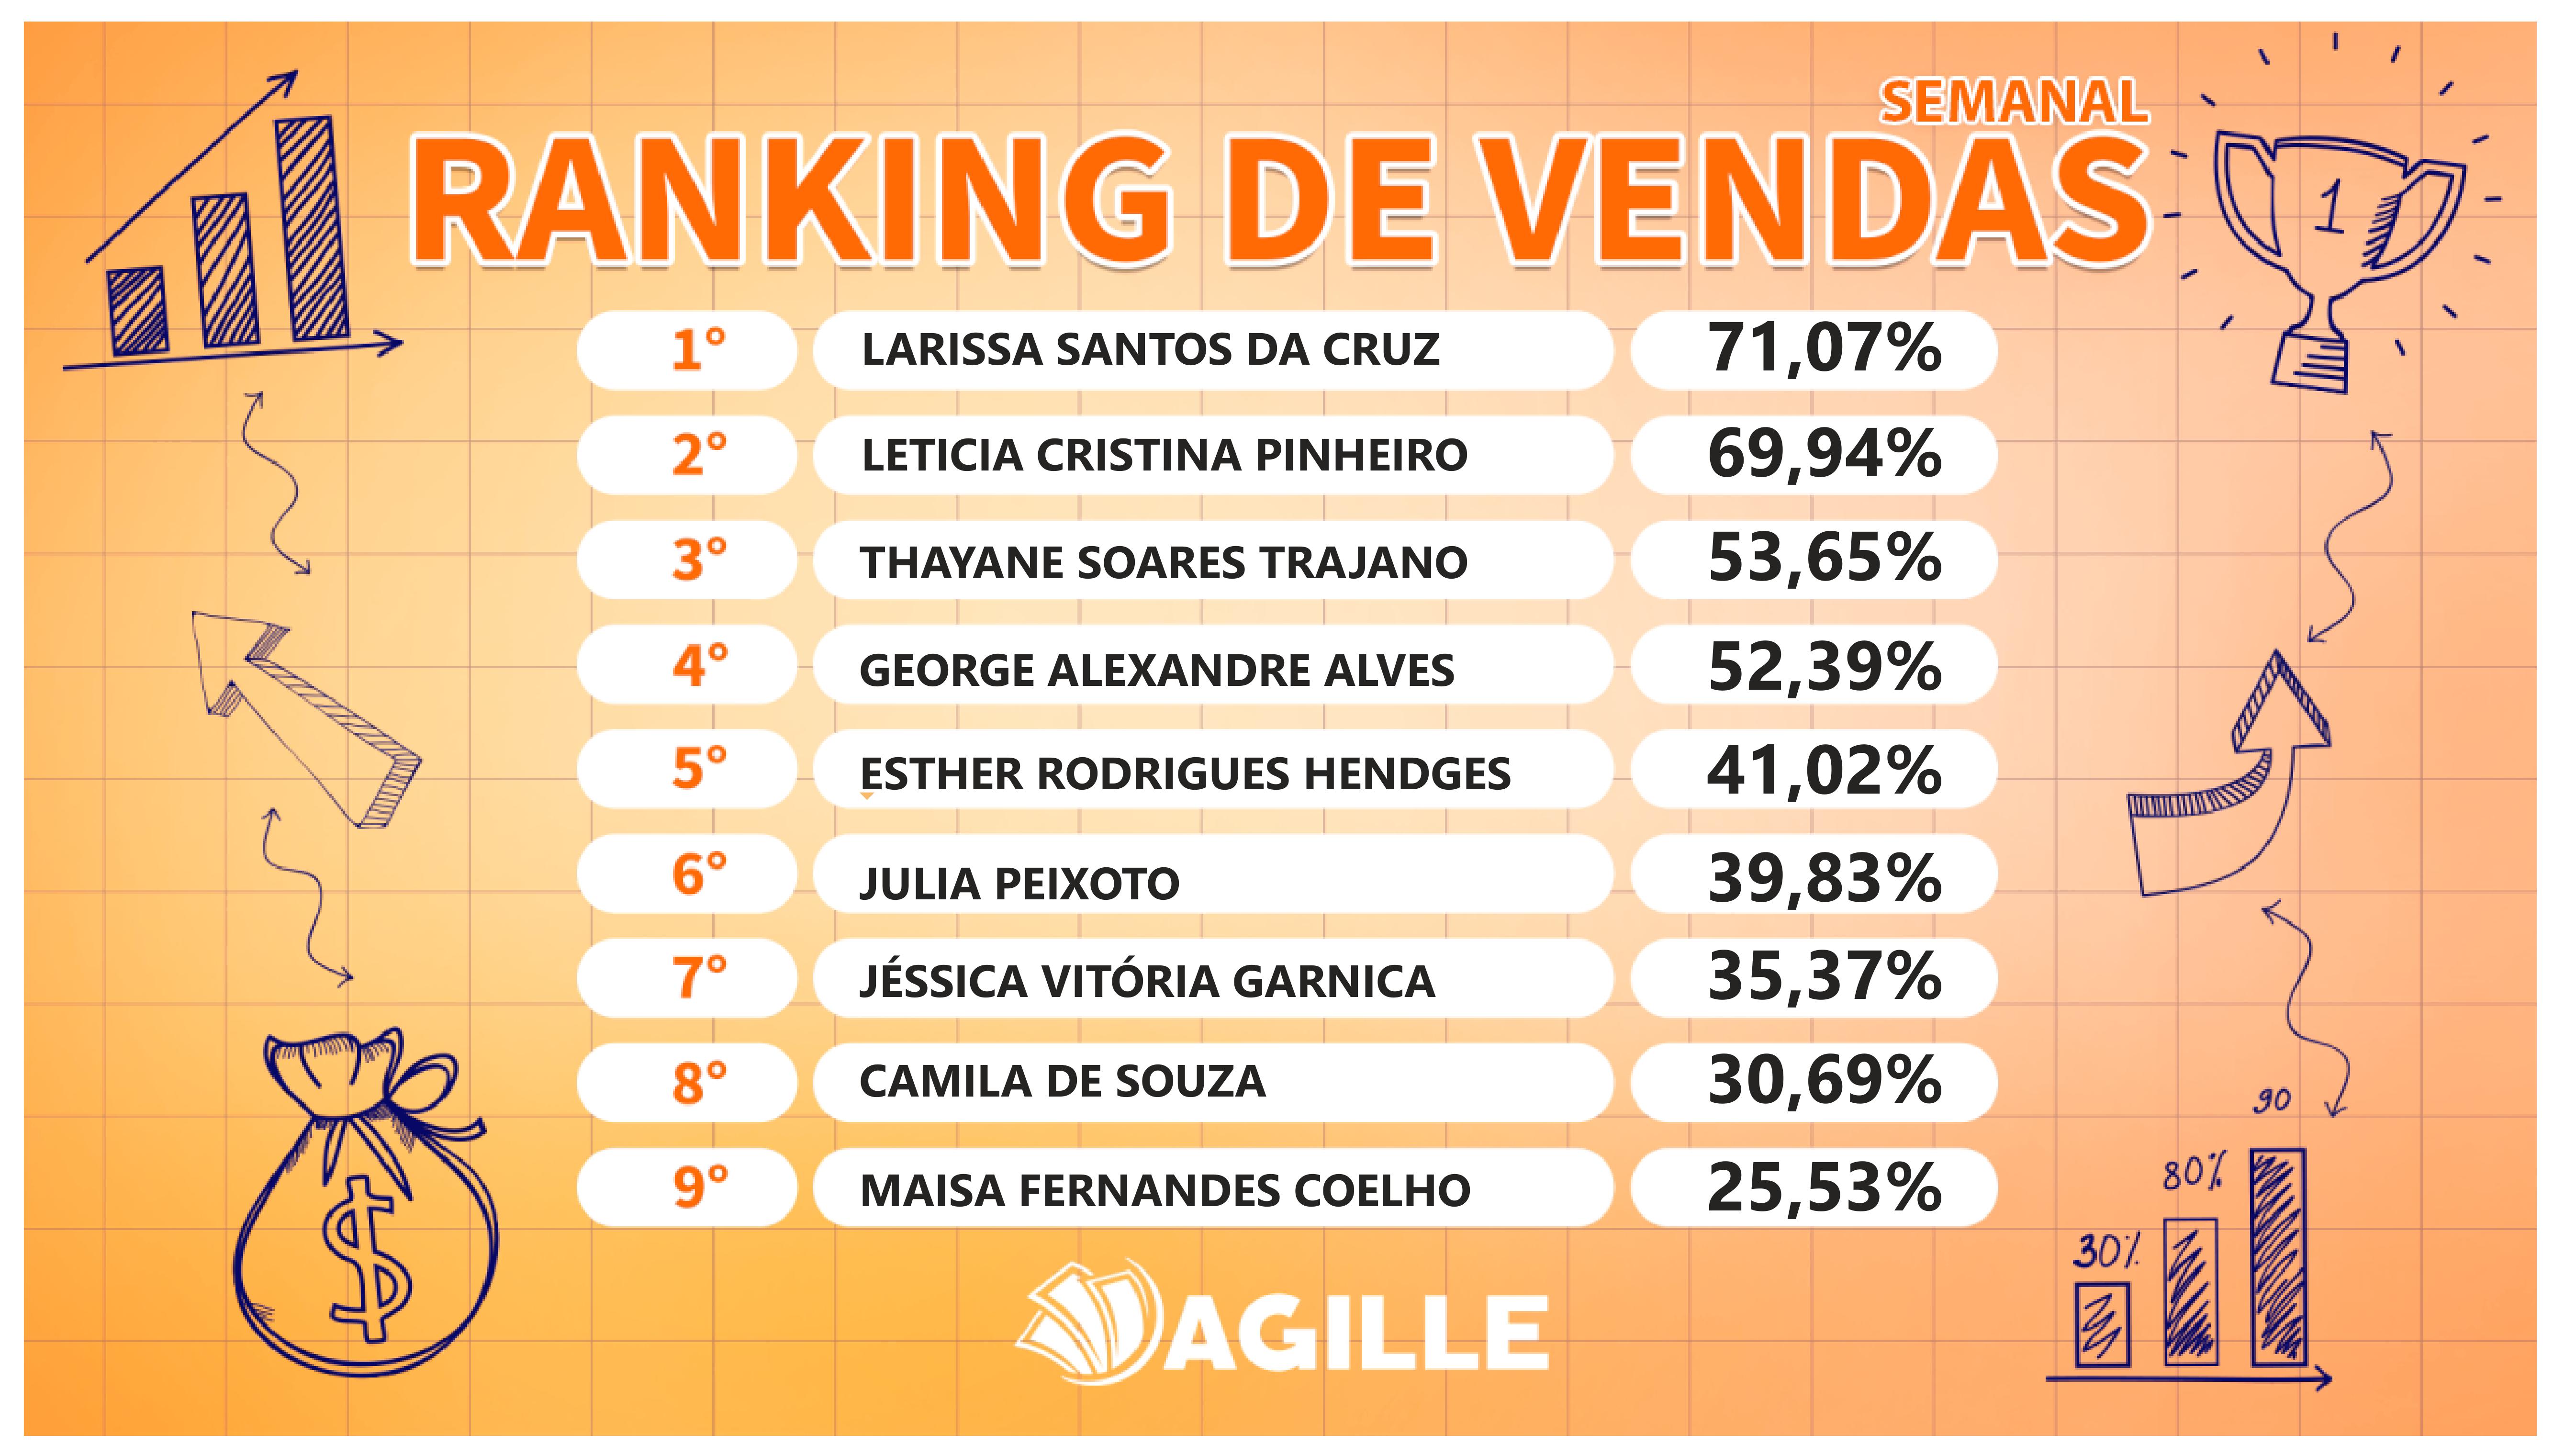 SEMANAL
RANKING DE VENDAS
1
1° LARISSA SANTOS DA CRUZ 71,07%
2° LETICIA CRISTINA PINHEIRO 69,94%
3° THAYANE SOARES TRAJANO 53,65%
4° GEORGE ALEXANDRE ALVES 52,39%
5° ESTHER RODRIGUES HENDGES 41,02%
6° JULIA PEIXOTO 39,83%
7° JÉSSICA VITÓRIA GARNICA 35,37%
8° CAMILA DE SOUZA 30,69%
9° MAISA FERNANDES COELHO 25,53%
90
80%
30%
$
AGILLE